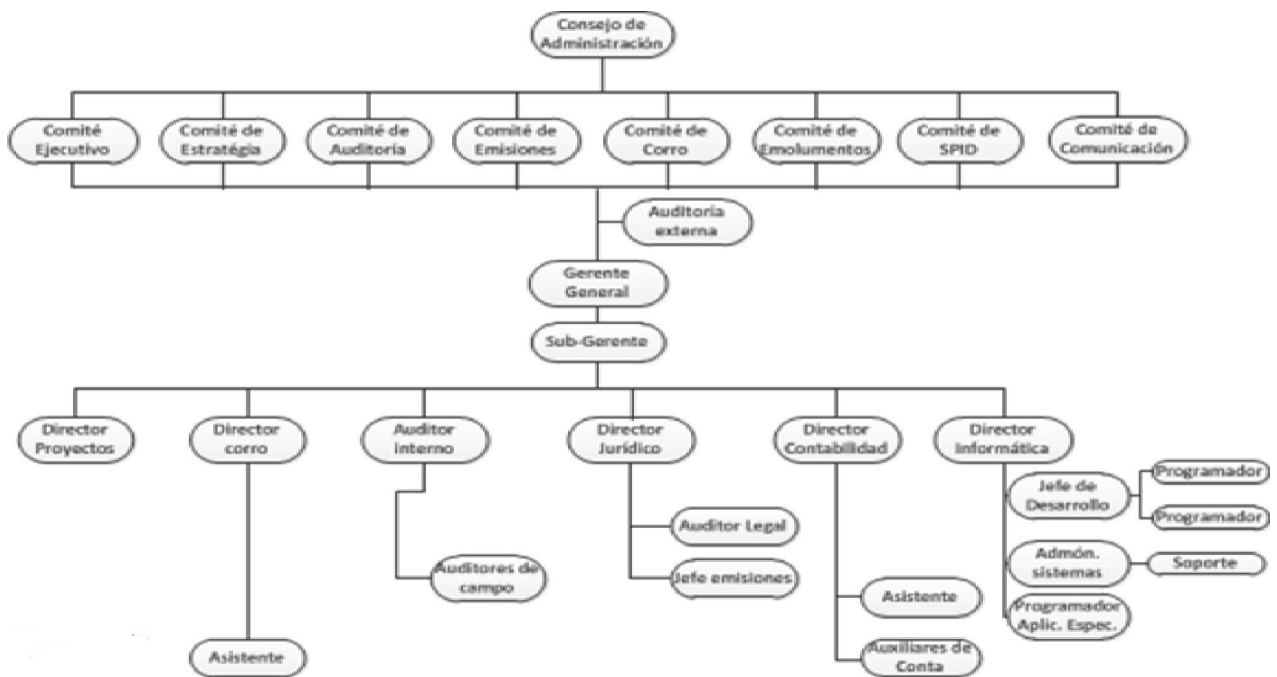 Consejo de
Administración
Comité
Ejecutivo
Comité de
Estratégia
Comité de
Auditoría
Comité de
Emisiones
Comité de
Corro
Comité de
Emolumentos
Comité de
SPID
Comité de
Comunicación
Auditoria
externa
Gerente
General
Sub-Gerente
Director
Proyectos
Director
corro
Auditor
interno
Director
Jurídico
Director
Contabilidad
Director
Informática
Jefe de
Desarrollo
Programador
Programador
Auditor Legal
Admón.
sistemas
Soporte
Auditores de
campo
Jefe emisiones
Asistente
Programador
Aplic. Espec.
Asistente
Auxiliares de
Conta